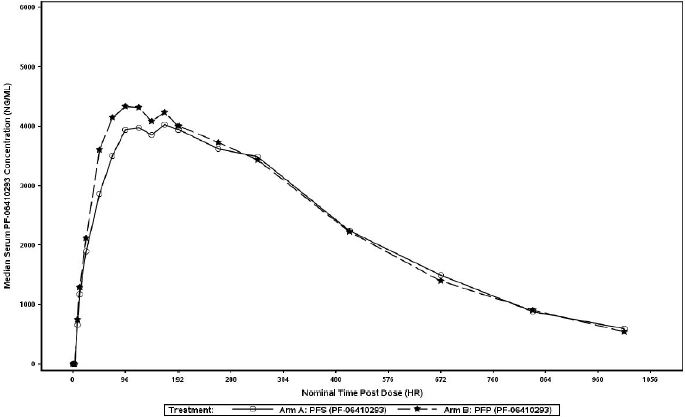 6000
5000
4000
3000
2000
1000
0
Median Serum PF-06410293 Concentration (NG/ML)
0 96 192 288 384 480 576 672 768 864 960 1056
Nominal Time Post Dose (HR)
Treatment: Arm A: PFS (PF-06410293) Arm B: PFP (PF-06410293)